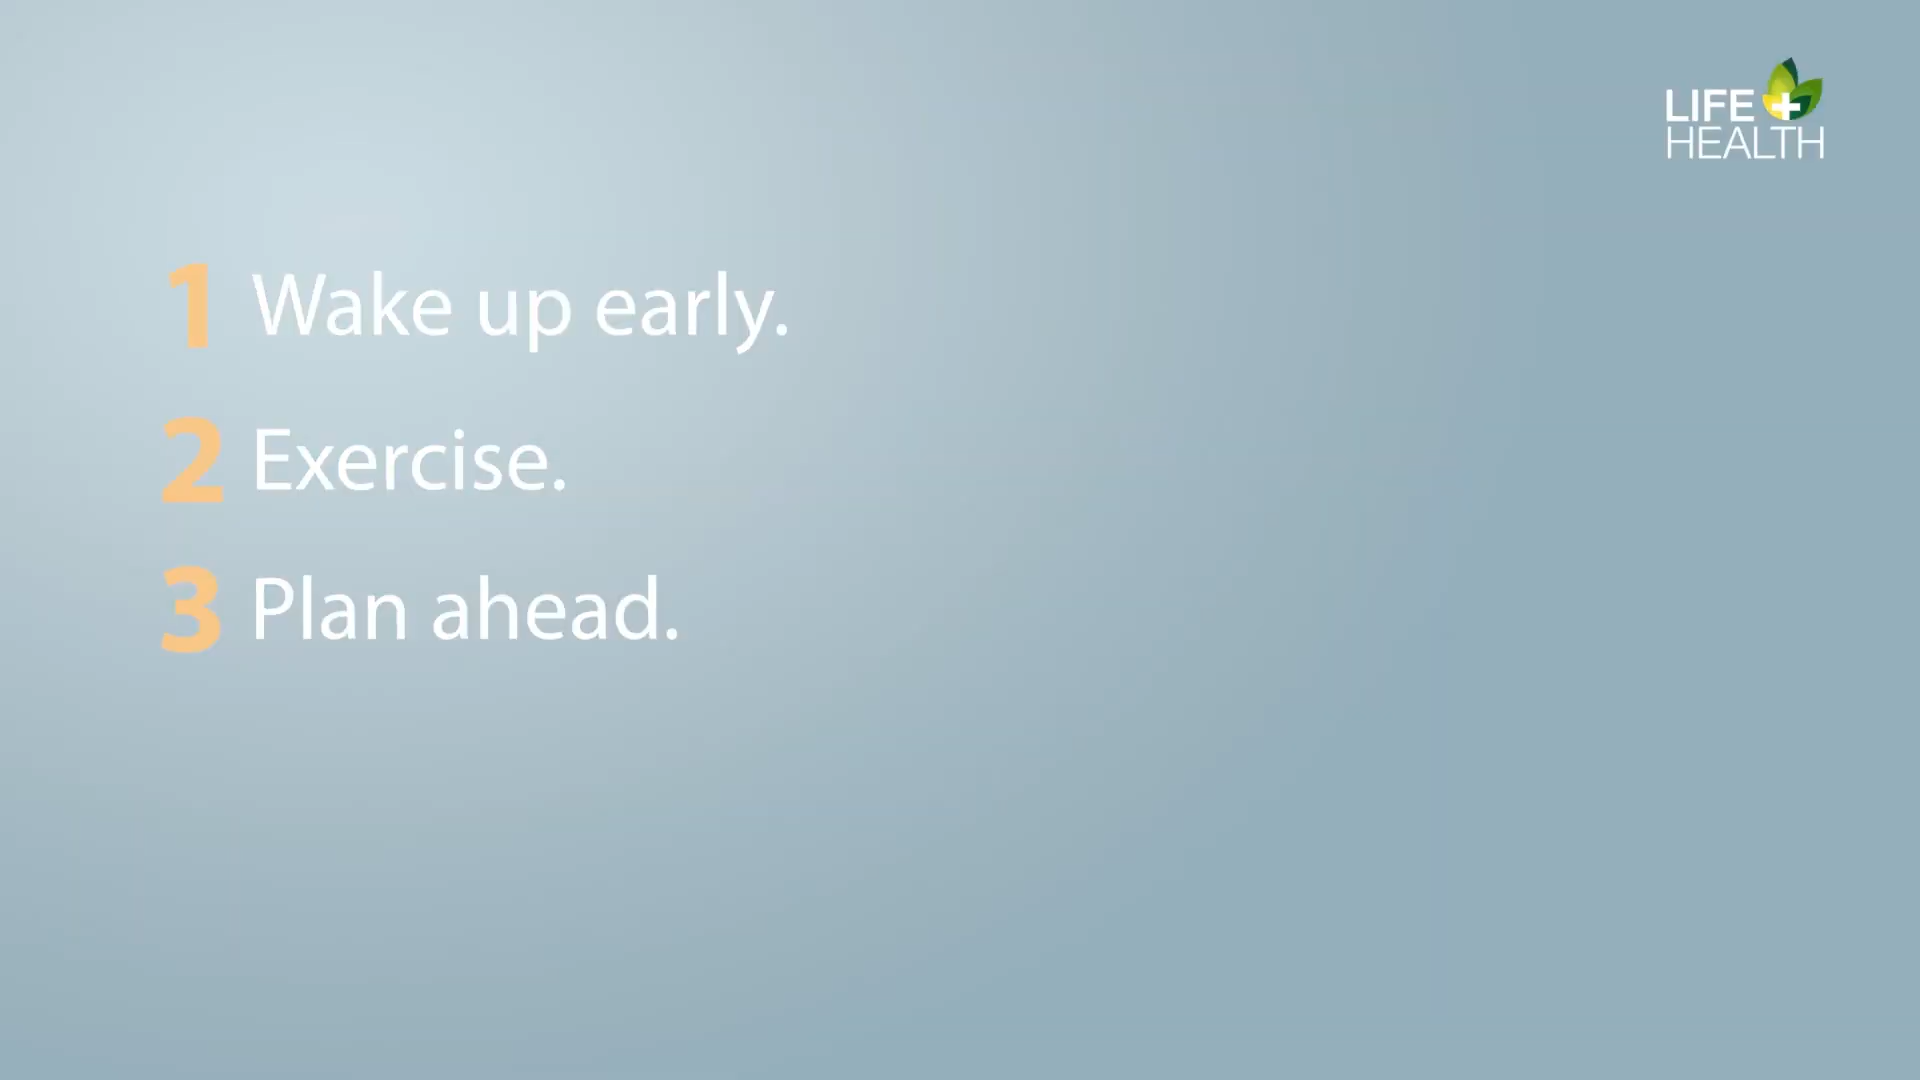 LIFE
HEALTH
1 Wake up early.
2 Exercise.
3 Plan ahead.